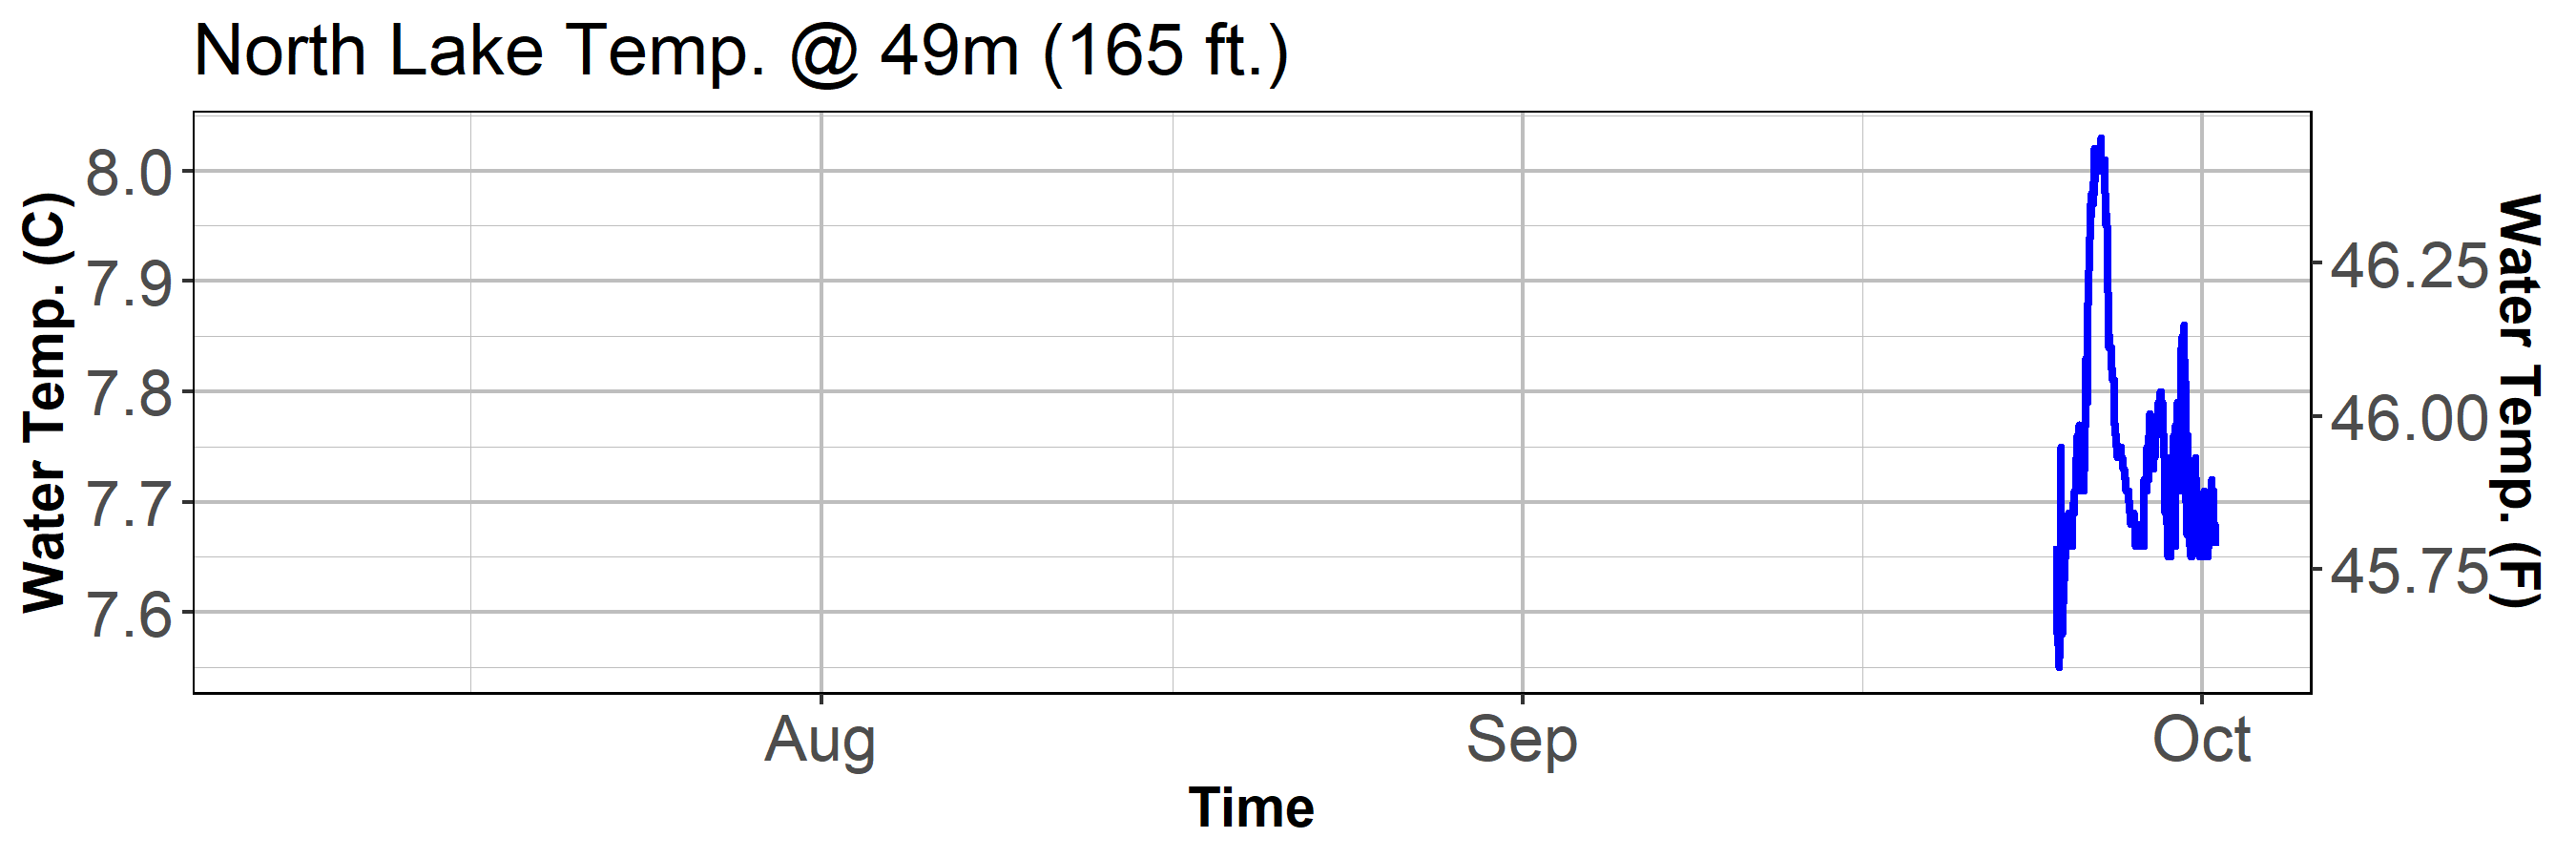 North Lake Temp. @ 49m (165 ft.)
Water Temp. (C)
8.0
7.9
7.8
7.7
7.6
46.25
46.00
45.75
Water Temp. (F)
Aug
Sep
Oct
Time